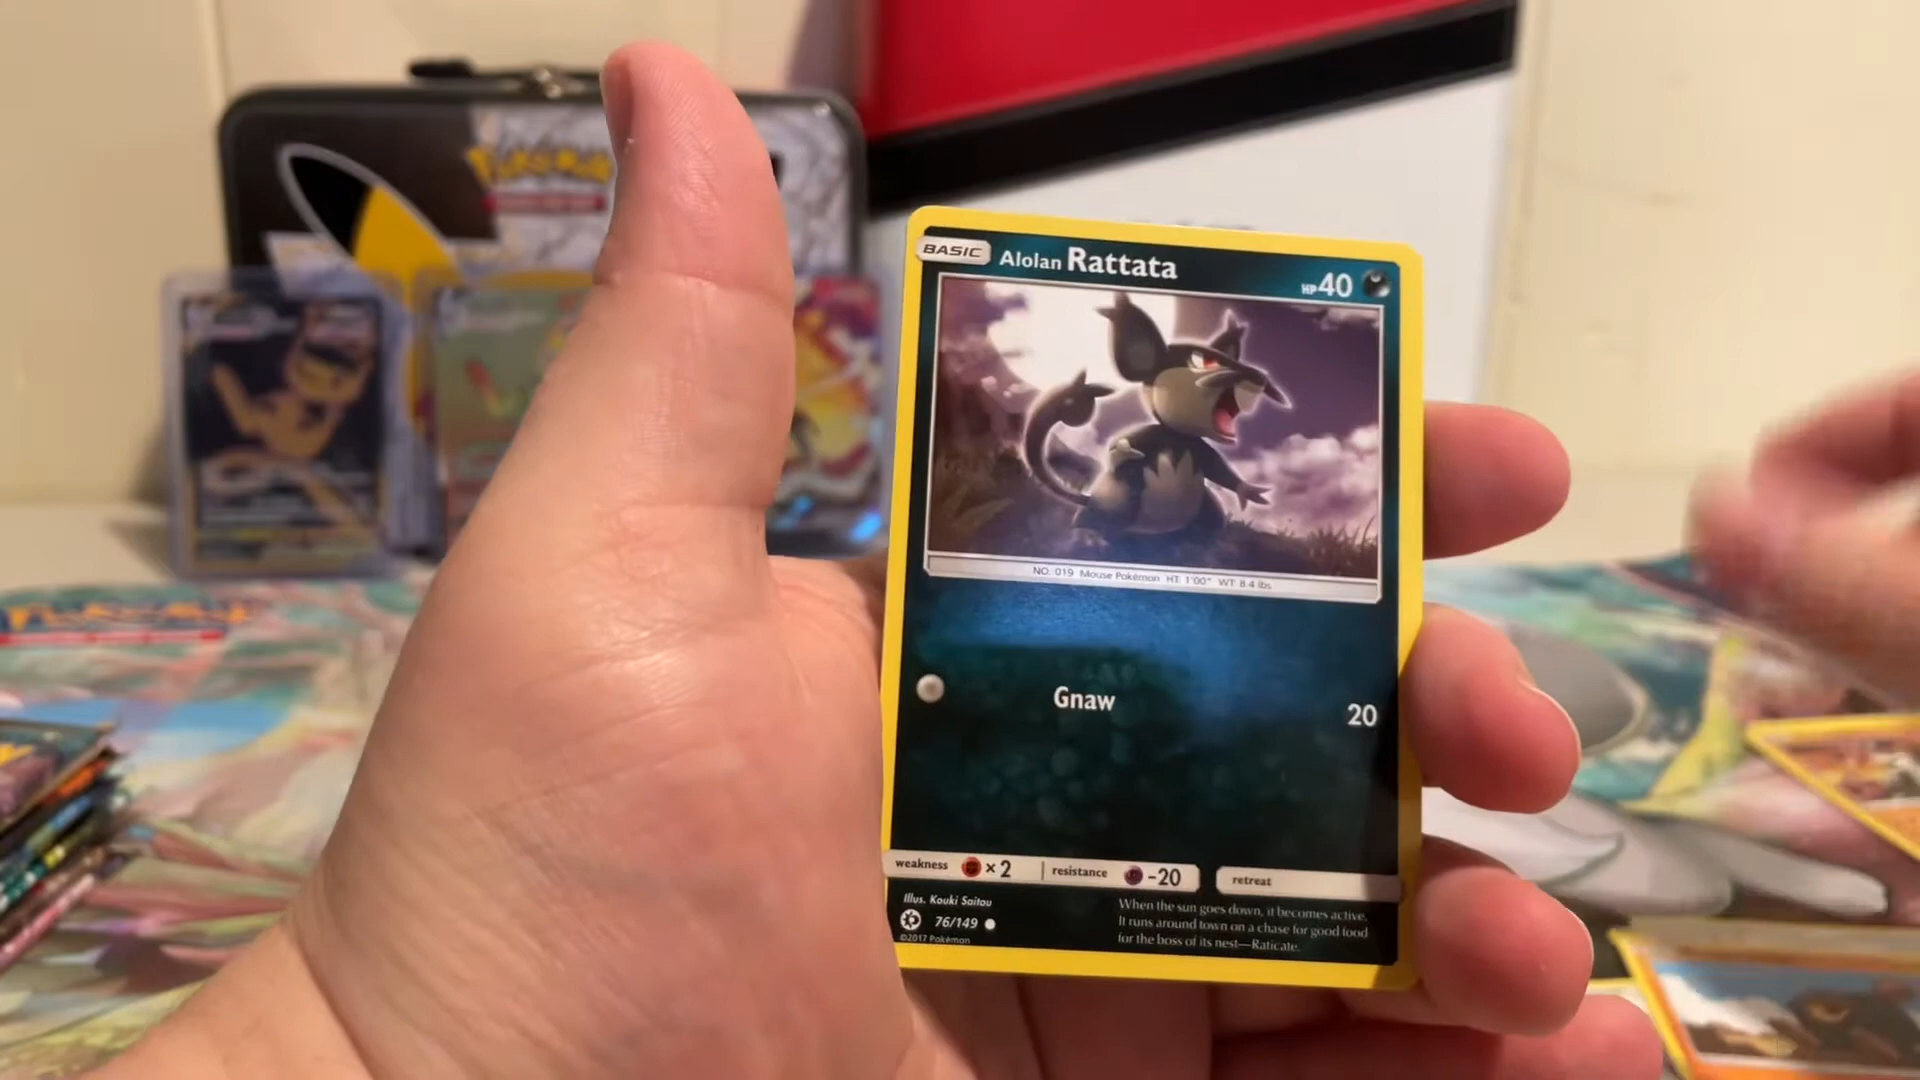 Pokémon
BASIC Alolan Rattata HP 40
NO. 019 Mouse Pokémon HT: 1'00" WT: 8.4 lbs
Gnaw 20
weakness ×2 resistance -20 retreat
Illus. Kouki Saitou
76/149
©2017 Pokémon
When the sun goes down, it becomes active.
It runs around town on a chase for good food
for the boss of its nest—Raticate.